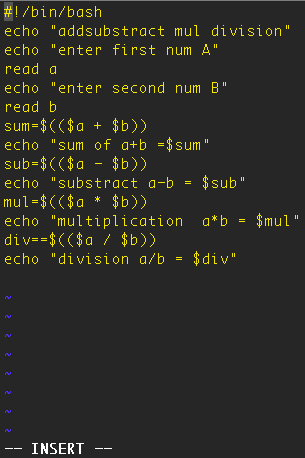 #!/bin/bash
echo "addsubstract mul division"
echo "enter first num A"
read a
echo "enter second num B"
read b
sum=$(($a + $b))
echo "sum of a+b =$sum"
sub=$(($a - $b))
echo "substract a-b = $sub"
mul=$(($a * $b))
echo "multiplication  a*b = $mul"
div==$(($a / $b))
echo "division a/b = $div"
~
~
~
~
~
~
~
~
-- INSERT --